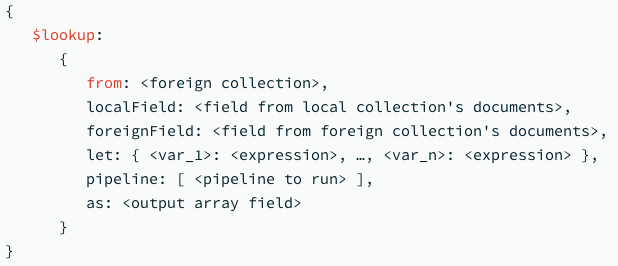 {
   $lookup:
      {
         from: <foreign collection>,
         localField: <field from local collection's documents>,
         foreignField: <field from foreign collection's documents>,
         let: { <var_1>: <expression>, …, <var_n>: <expression> },
         pipeline: [ <pipeline to run> ],
         as: <output array field>
      }
}